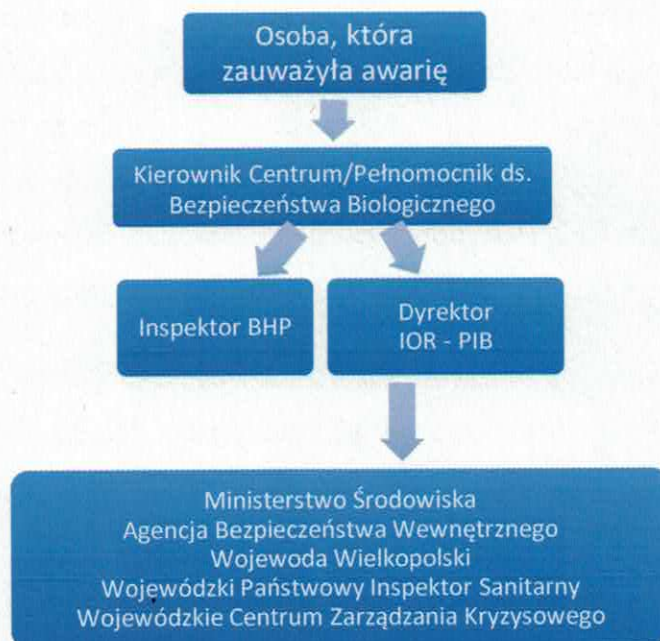 Osoba, która
zauważyła awarię
Kierownik Centrum/Pełnomocnik ds.
Bezpieczeństwa Biologicznego
Inspektor BHP
Dyrektor
IOR - PIB
Ministerstwo Środowiska
Agencja Bezpieczeństwa Wewnętrznego
Wojewoda Wielkopolski
Wojewódzki Państwowy Inspektor Sanitarny
Wojewódzkie Centrum Zarządzania Kryzysowego